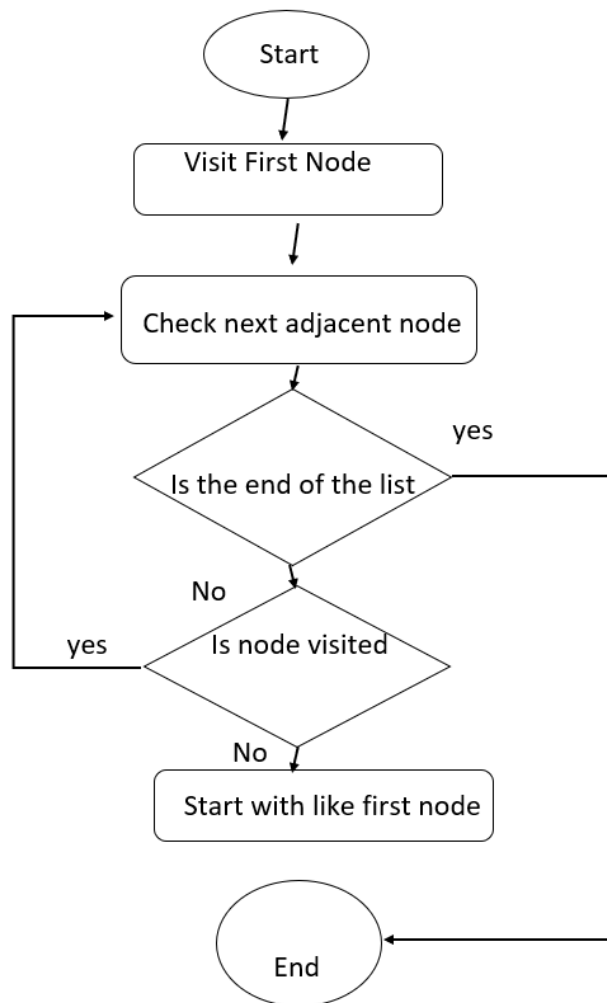 Start
Visit First Node
Check next adjacent node
yes
Is the end of the list
No
yes
Is node visited
No
Start with like first node
End